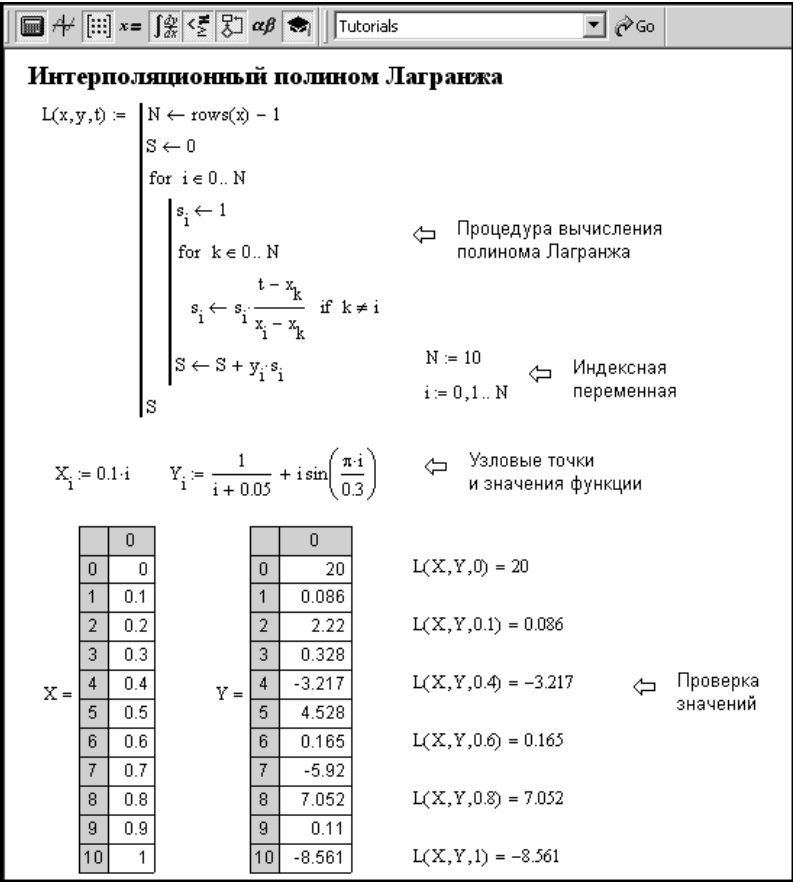 x= αβ Tutorials Go
Интерполяционный полином Лагранжа
L(x,y,t) := N ← rows(x) − 1
S ← 0
for i ∈ 0.. N
s_i ← 1
for k ∈ 0.. N
s_i ← s_i·(t − x_k)/(x_i − x_k) if k ≠ i
S ← S + y_i·s_i
S
⇦ Процедура вычисления
полинома Лагранжа
N := 10
i := 0,1.. N
⇦ Индексная
переменная
X_i := 0.1·i Y_i := 1/(i + 0.05) + i sin(π·i/0.3)
⇦ Узловые точки
и значения функции
X =
0
0 0
1 0.1
2 0.2
3 0.3
4 0.4
5 0.5
6 0.6
7 0.7
8 0.8
9 0.9
10 1
Y =
0
0 20
1 0.086
2 2.22
3 0.328
4 -3.217
5 4.528
6 0.165
7 -5.92
8 7.052
9 0.11
10 -8.561
L(X,Y,0) = 20
L(X,Y,0.1) = 0.086
L(X,Y,0.4) = −3.217
L(X,Y,0.6) = 0.165
L(X,Y,0.8) = 7.052
L(X,Y,1) = −8.561
⇦ Проверка
значений